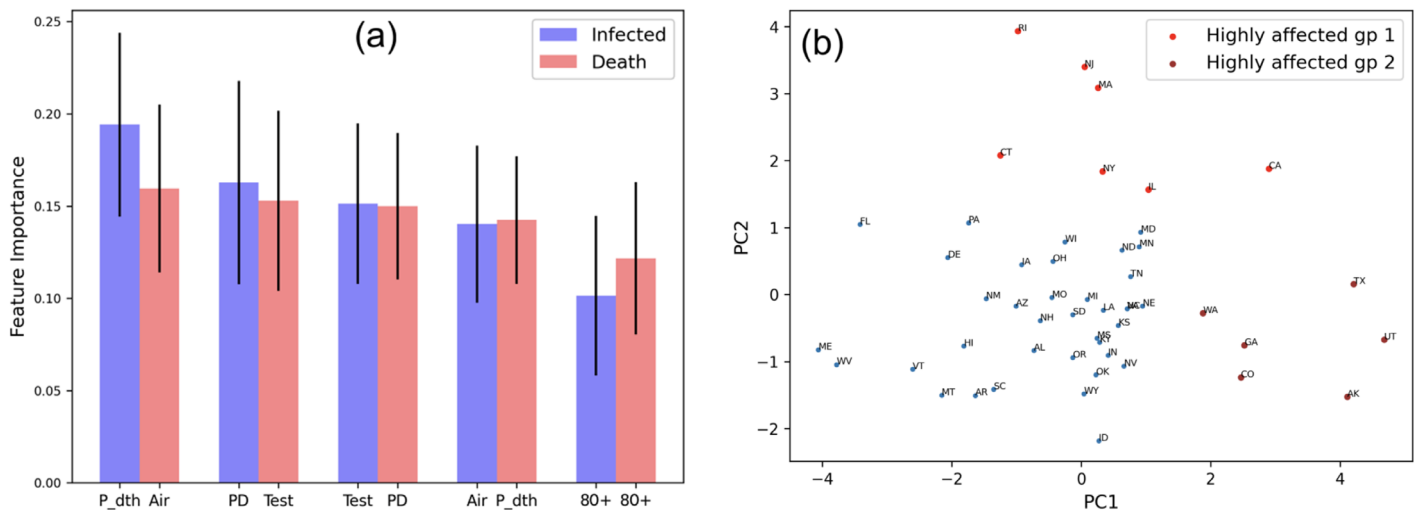 (a)
Infected
Death
Feature Importance
0.25
0.20
0.15
0.10
0.05
0.00
P_dth Air PD Test Test PD Air P_dth 80+ 80+
(b)
Highly affected gp 1
Highly affected gp 2
PC2
4
3
2
1
0
−1
−2
RI
NJ
MA
CT
NY
CA
IL
FL
PA
MD
WI
ND
MN
DE
IA
OH
TN
TX
NM
AZ
MO
MI
LA
NE
WA
NH
SD
KS
MS
KY
UT
ME
HI
AL
GA
OR
IN
WV
VT
NV
OK
CO
MT
AR
SC
WY
AK
ID
−4 −2 0 2 4
PC1